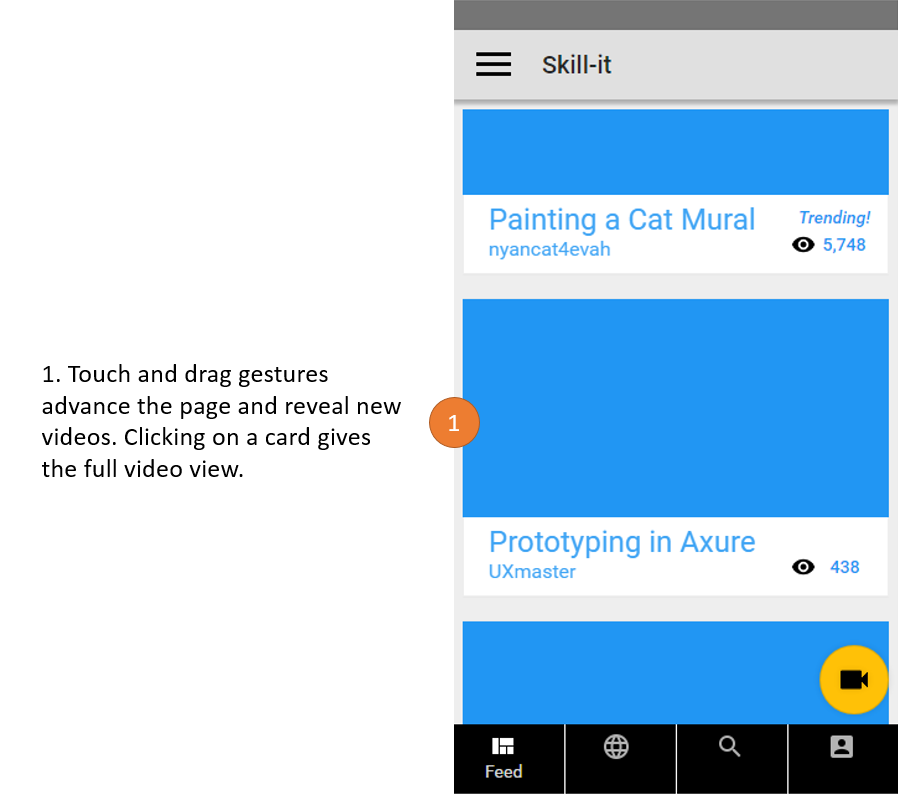 Skill-it
Painting a Cat Mural
Trending!
nyancat4evah
5,748
1. Touch and drag gestures
advance the page and reveal new
videos. Clicking on a card gives
the full video view.
1
Prototyping in Axure
UXmaster
438
Feed